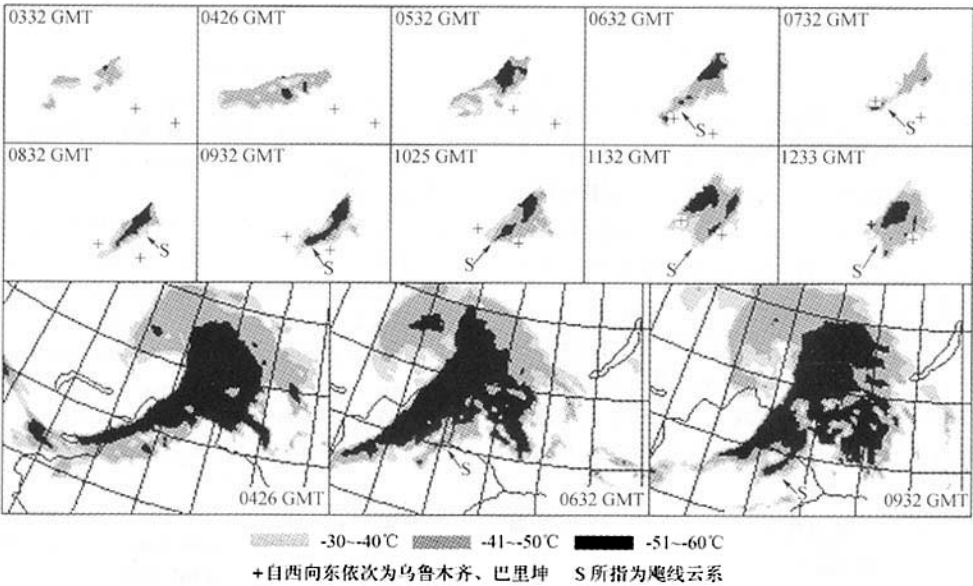 0332 GMT
0426 GMT
0532 GMT
0632 GMT
0732 GMT
S
S
0832 GMT
0932 GMT
1025 GMT
1132 GMT
1233 GMT
S
S
S
S
S
S
S
0426 GMT
0632 GMT
0932 GMT
-30~-40℃ -41~-50℃ -51~-60℃
+自西向东依次为乌鲁木齐、巴里坤 S所指为飑线云系